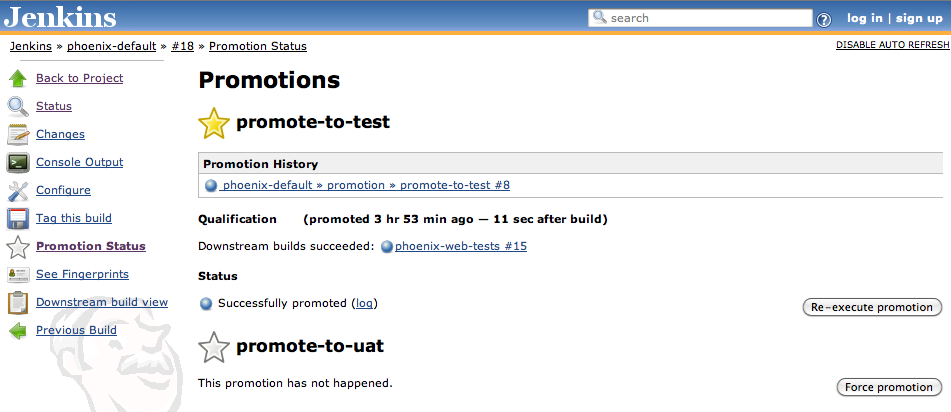 Jenkins
search
log in | sign up
Jenkins » phoenix-default » #18 » Promotion Status
DISABLE AUTO REFRESH
Back to Project
Status
Changes
Console Output
Configure
Tag this build
Promotion Status
See Fingerprints
Downstream build view
Previous Build
Promotions
promote-to-test
Promotion History
phoenix-default » promotion » promote-to-test #8
Qualification (promoted 3 hr 53 min ago — 11 sec after build)
Downstream builds succeeded: phoenix-web-tests #15
Status
Successfully promoted (log)
Re-execute promotion
promote-to-uat
This promotion has not happened.
Force promotion